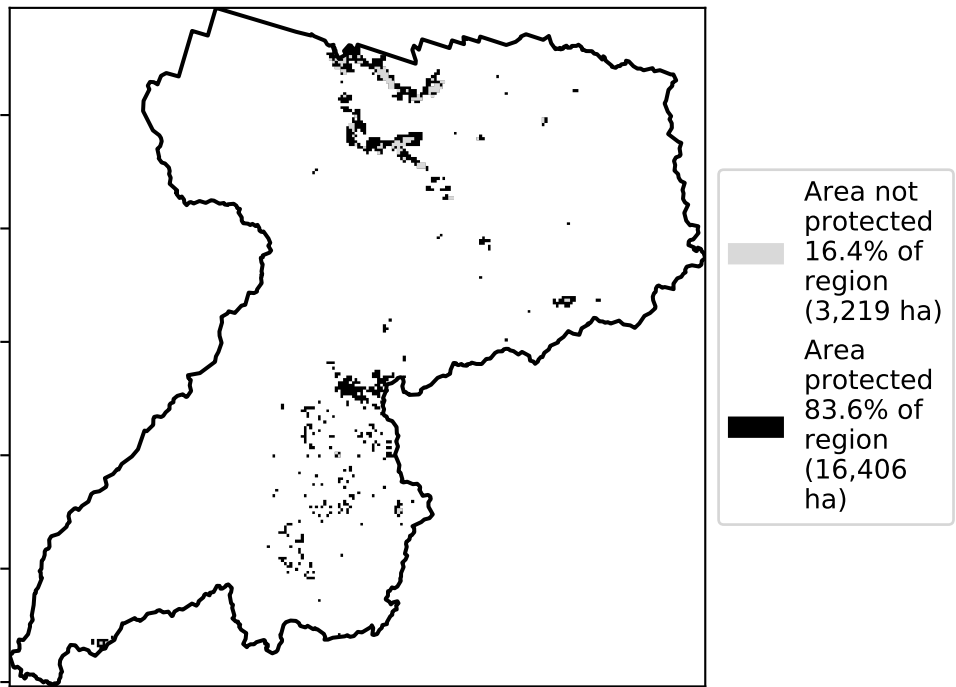 Area not
protected
16.4% of
region
(3,219 ha)
Area
protected
83.6% of
region
(16,406
ha)